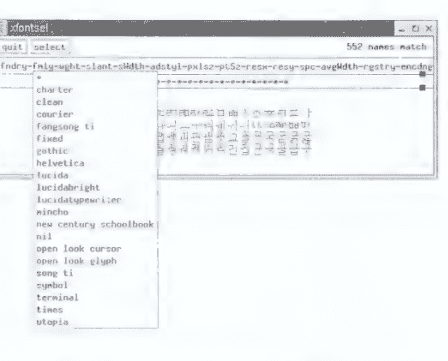 xfontsel
quit select 552 names match
fndry-fmly-wght-slant-sWdth-adstyl-pxlsz-ptSz-resx-resy-spc-avgWdth-rgstry-encdng
*
charter
clean
courier
fangsong ti
fixed
gothic
helvetica
lucida
lucidabright
lucidatypewriter
mincho
new century schoolbook
nil
open look cursor
open look glyph
song ti
symbol
terminal
times
utopia